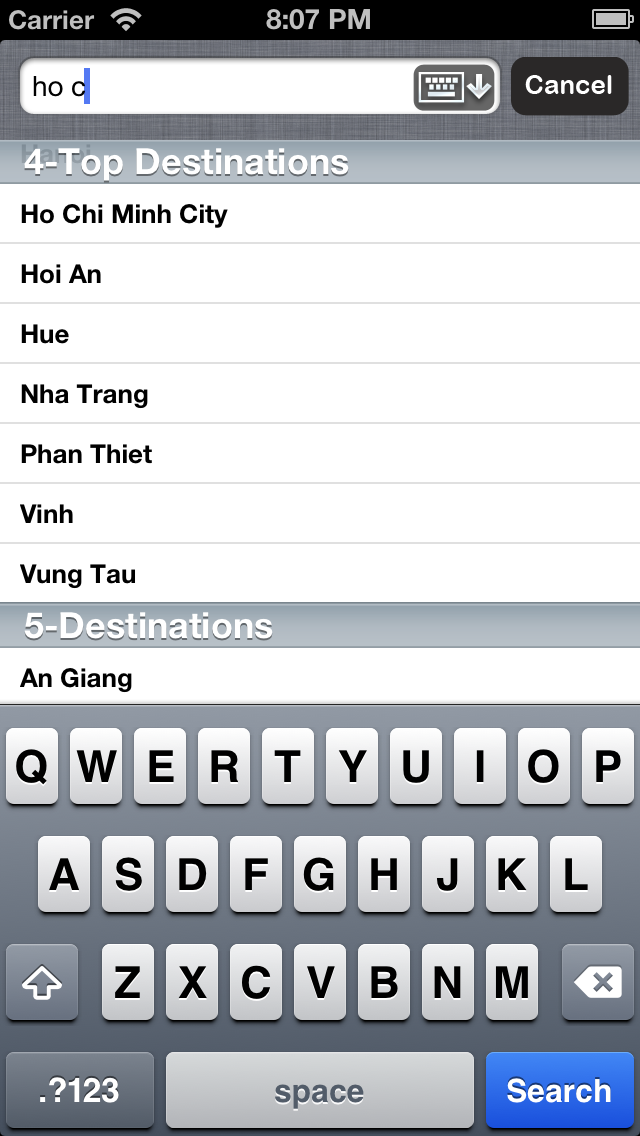 Carrier 8:07 PM
ho c Cancel
4-Top Destinations
Ho Chi Minh City
Hoi An
Hue
Nha Trang
Phan Thiet
Vinh
Vung Tau
5-Destinations
An Giang
Q W E R T Y U I O P
A S D F G H J K L
Z X C V B N M
.?123 space Search